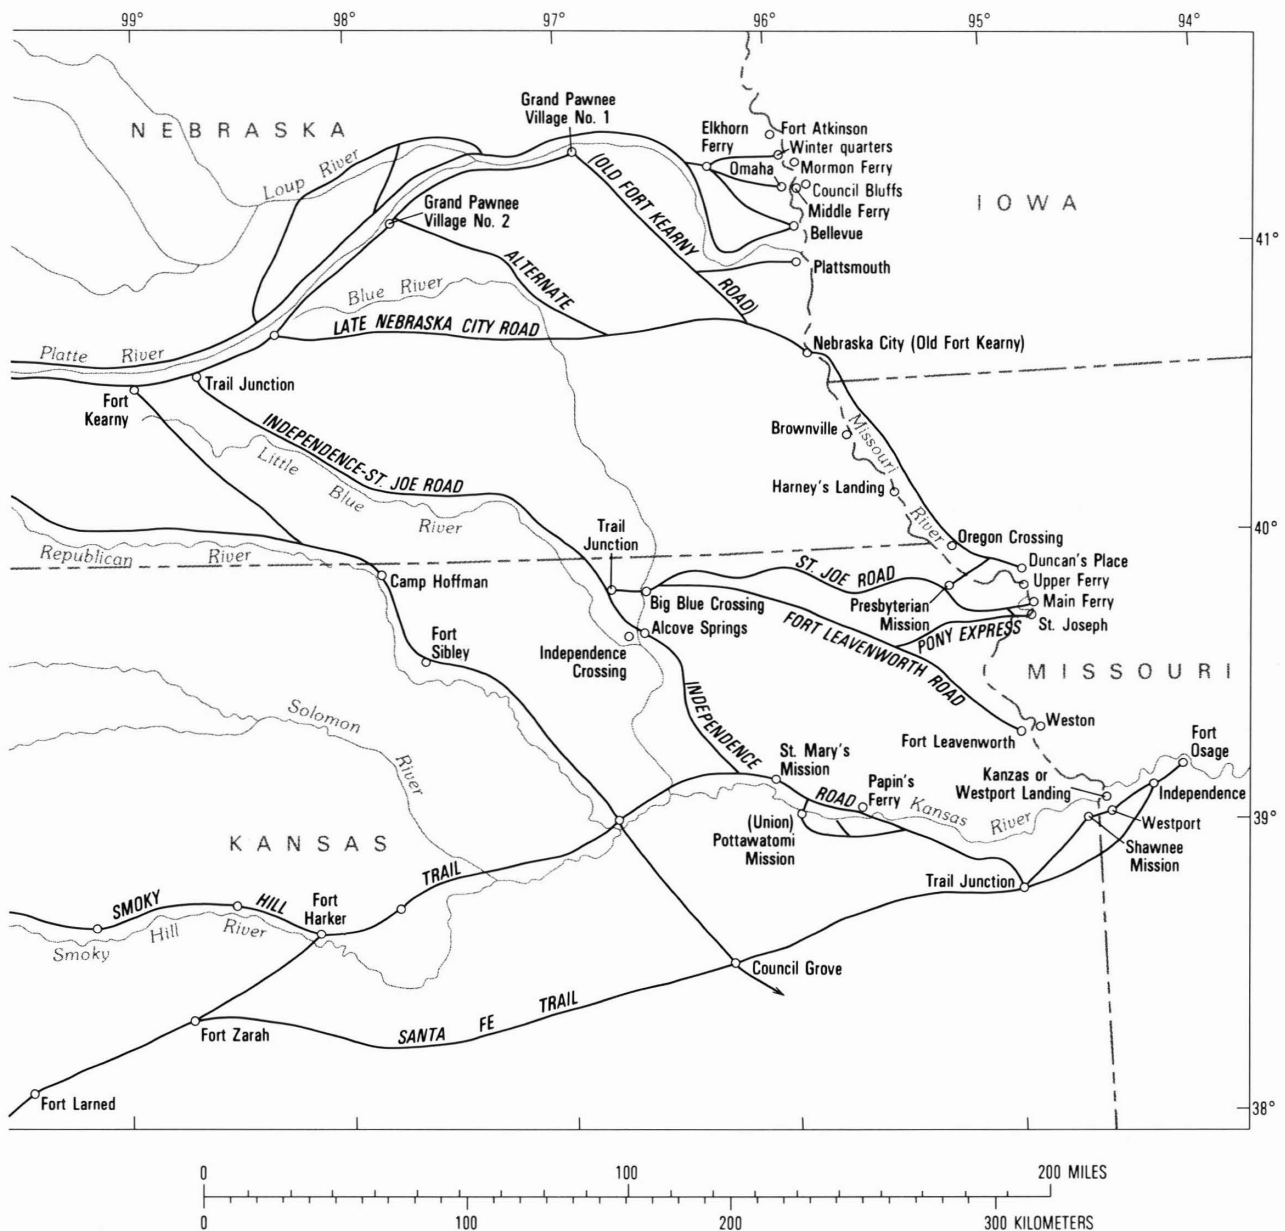 99° 98° 97° 96° 95° 94°
NEBRASKA
Grand Pawnee
Village No. 1
Elkhorn
Ferry
Fort Atkinson
Winter quarters
Mormon Ferry
Omaha
Council Bluffs
Middle Ferry
Bellevue
Plattsmouth
IOWA
Loup River
(OLD FORT KEARNY
ROAD)
Grand Pawnee
Village No. 2
41°
ALTERNATE
Blue River
LATE NEBRASKA CITY ROAD
Nebraska City (Old Fort Kearny)
Platte River
Trail Junction
Fort
Kearny
INDEPENDENCE-ST. JOE ROAD
Little
Blue
River
Brownville
Missouri
River
Harney's Landing
40°
Republican River
Trail
Junction
Oregon Crossing
Duncan's Place
Upper Ferry
Main Ferry
St. Joseph
ST. JOE ROAD
Presbyterian
Mission
PONY EXPRESS
Camp Hoffman
Big Blue Crossing
Alcove Springs
Independence
Crossing
FORT LEAVENWORTH ROAD
Fort
Sibley
MISSOURI
INDEPENDENCE
ROAD
Solomon
River
Weston
Fort Leavenworth
Fort
Osage
St. Mary's
Mission
Papin's
Ferry
Kanzas or
Westport Landing
Independence
Kansas
River
Westport
Shawnee
Mission
39°
(Union)
Pottawatomi
Mission
KANSAS
Trail Junction
SMOKY HILL TRAIL
Fort
Harker
Smoky Hill River
Council Grove
SANTA FE TRAIL
Fort Zarah
Fort Larned
38°
0 100 200 MILES
0 100 200 300 KILOMETERS